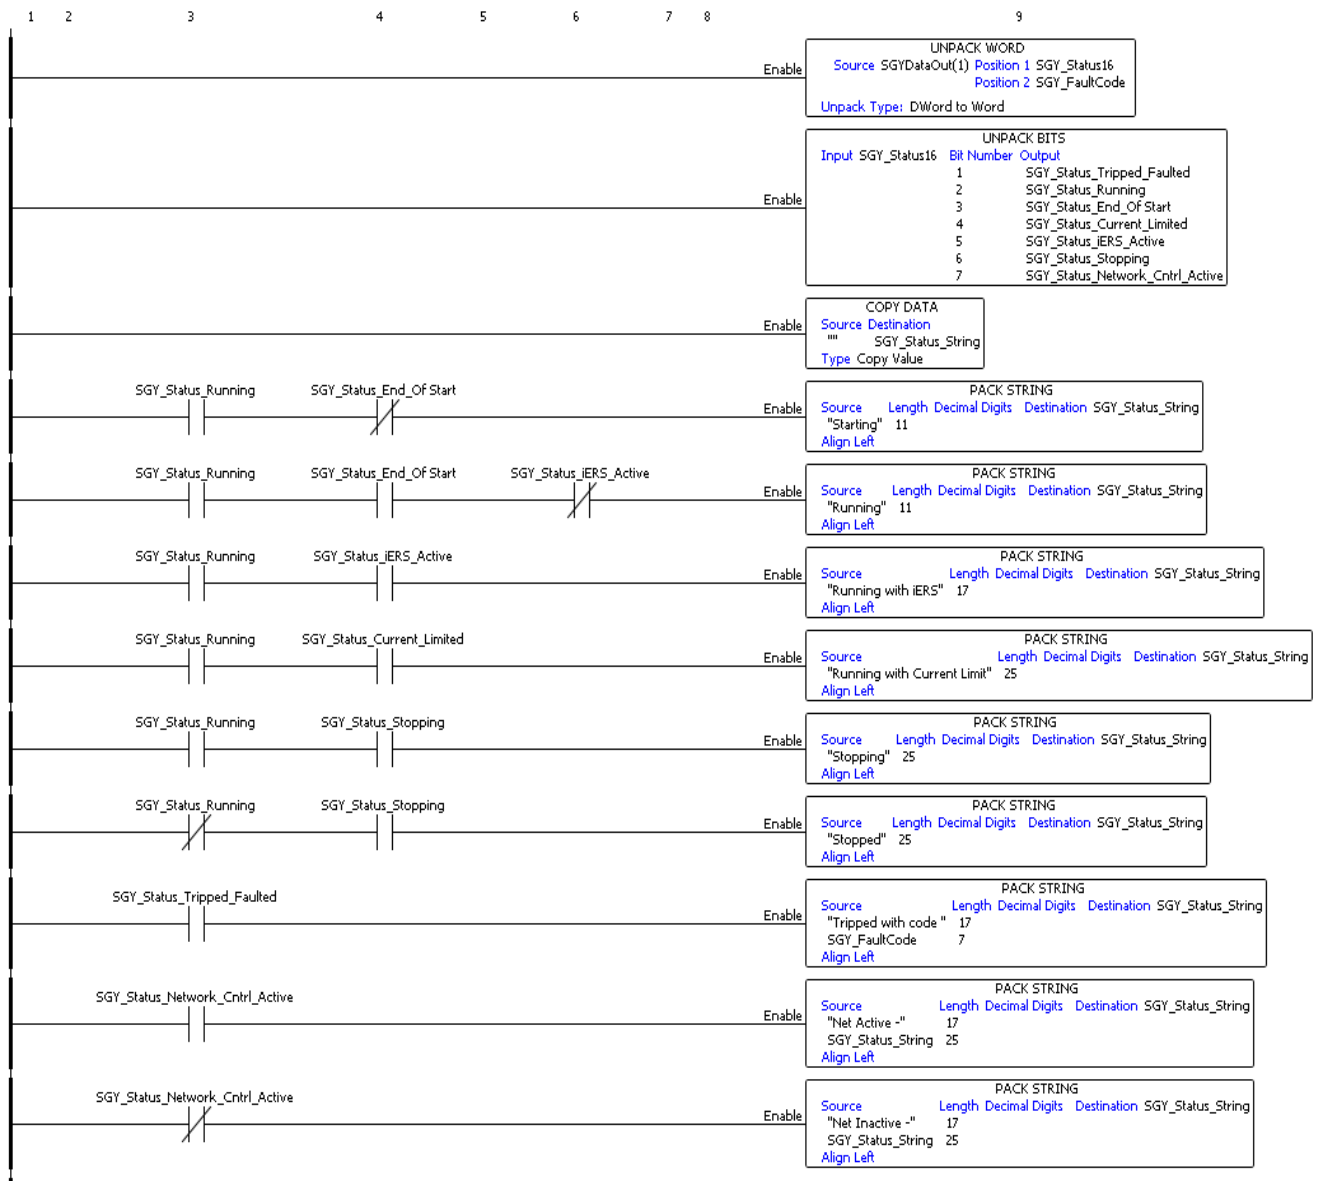 1 2 3 4 5 6 7 8 9
UNPACK WORD
Enable
Source SGYDataOut(1) Position 1 SGY_Status16
Position 2 SGY_FaultCode
Unpack Type: DWord to Word
UNPACK BITS
Input SGY_Status16 Bit Number Output
1 SGY_Status_Tripped_Faulted
2 SGY_Status_Running
Enable
3 SGY_Status_End_Of Start
4 SGY_Status_Current_Limited
5 SGY_Status_iERS_Active
6 SGY_Status_Stopping
7 SGY_Status_Network_Cntrl_Active
COPY DATA
Enable
Source Destination
"" SGY_Status_String
Type Copy Value
SGY_Status_Running SGY_Status_End_Of Start
PACK STRING
Enable
Source Length Decimal Digits Destination SGY_Status_String
"Starting" 11
Align Left
SGY_Status_Running SGY_Status_End_Of Start SGY_Status_iERS_Active
PACK STRING
Enable
Source Length Decimal Digits Destination SGY_Status_String
"Running" 11
Align Left
SGY_Status_Running SGY_Status_iERS_Active
PACK STRING
Enable
Source Length Decimal Digits Destination SGY_Status_String
"Running with iERS" 17
Align Left
SGY_Status_Running SGY_Status_Current_Limited
PACK STRING
Enable
Source Length Decimal Digits Destination SGY_Status_String
"Running with Current Limit" 25
Align Left
SGY_Status_Running SGY_Status_Stopping
PACK STRING
Enable
Source Length Decimal Digits Destination SGY_Status_String
"Stopping" 25
Align Left
SGY_Status_Running SGY_Status_Stopping
PACK STRING
Enable
Source Length Decimal Digits Destination SGY_Status_String
"Stopped" 25
Align Left
SGY_Status_Tripped_Faulted
PACK STRING
Enable
Source Length Decimal Digits Destination SGY_Status_String
"Tripped with code " 17
SGY_FaultCode 7
Align Left
SGY_Status_Network_Cntrl_Active
PACK STRING
Enable
Source Length Decimal Digits Destination SGY_Status_String
"Net Active -" 17
SGY_Status_String 25
Align Left
SGY_Status_Network_Cntrl_Active
PACK STRING
Enable
Source Length Decimal Digits Destination SGY_Status_String
"Net Inactive -" 17
SGY_Status_String 25
Align Left